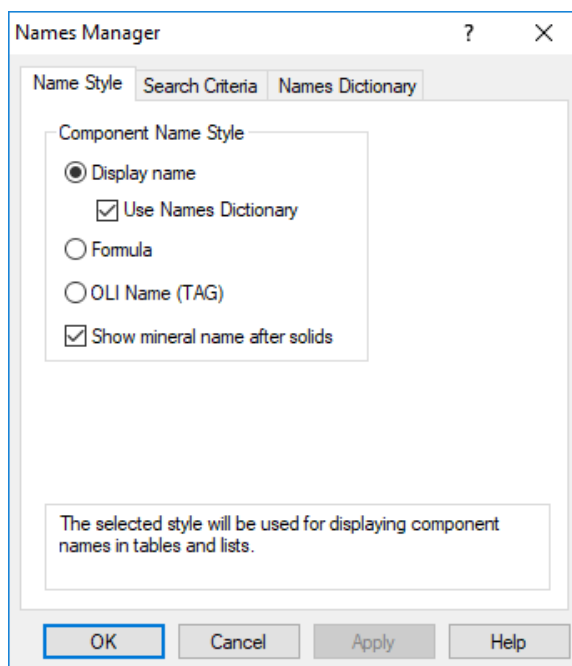 Names Manager ?
Name Style Search Criteria Names Dictionary
Component Name Style
Display name
Use Names Dictionary
Formula
OLI Name (TAG)
Show mineral name after solids
The selected style will be used for displaying component
names in tables and lists.
OK Cancel Apply Help